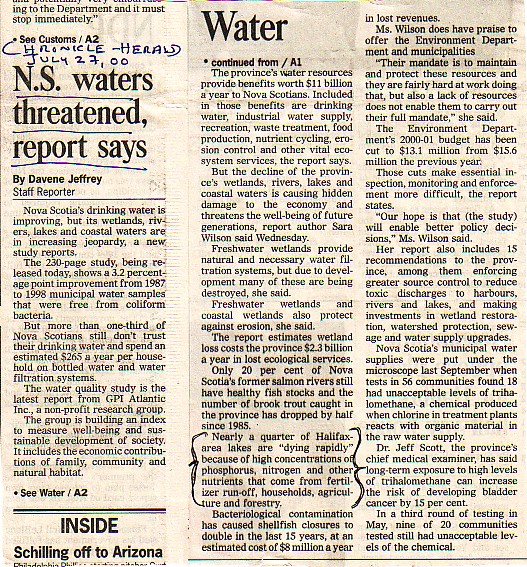 ing to the Department and it must
stop immediately."
• See Customs / A2
CHRONICLE-HERALD
JULY 27, 00
N.S. waters
threatened,
report says
By Davene Jeffrey
Staff Reporter
Nova Scotia's drinking water is
improving, but its wetlands, riv-
ers, lakes and coastal waters are
in increasing jeopardy, a new
study reports.
The 230-page study, being re-
leased today, shows a 3.2 percent-
age point improvement from 1987
to 1998 municipal water samples
that were free from coliform
bacteria.
But more than one-third of
Nova Scotians still don't trust
their drinking water and spend an
estimated $265 a year per house-
hold on bottled water and water
filtration systems.
The water quality study is the
latest report from GPI Atlantic
Inc., a non-profit research group.
The group is building an index
to measure well-being and sus-
tainable development of society.
It includes the economic contribu-
tions of family, community and
natural habitat.
• See Water / A2
INSIDE
Schilling off to Arizona
Water
• continued from / A1
The province's water resources
provide benefits worth $11 billion
a year to Nova Scotians. Included
in those benefits are drinking
water, industrial water supply,
recreation, waste treatment, food
production, nutrient cycling, ero-
sion control and other vital eco-
system services, the report says.
But the decline of the provin-
ce's wetlands, rivers, lakes and
coastal waters is causing hidden
damage to the economy and
threatens the well-being of future
generations, report author Sara
Wilson said Wednesday.
Freshwater wetlands provide
natural and necessary water fil-
tration systems, but due to devel-
opment many of these are being
destroyed, she said.
Freshwater wetlands and
coastal wetlands also protect
against erosion, she said.
The report estimates wetland
loss costs the province $2.3 billion
a year in lost ecological services.
Only 20 per cent of Nova
Scotia's former salmon rivers still
have healthy fish stocks and the
number of brook trout caught in
the province has dropped by half
since 1985.
Nearly a quarter of Halifax-
area lakes are "dying rapidly"
because of high concentrations of
phosphorus, nitrogen and other
nutrients that come from fertil-
izer run-off, households, agricul-
ture and forestry.
Bacteriological contamination
has caused shellfish closures to
double in the last 15 years, at an
estimated cost of $8 million a year
in lost revenues.
Ms. Wilson does have praise to
offer the Environment Depart-
ment and municipalities
"Their mandate is to maintain
and protect these resources and
they are fairly hard at work doing
that, but also a lack of resources
does not enable them to carry out
their full mandate," she said.
The Environment Depart-
ment's 2000-01 budget has been
cut to $13.1 million from $15.6
million the previous year.
Those cuts make essential in-
spection, monitoring and enforce-
ment more difficult, the report
states.
"Our hope is that (the study)
will enable better policy deci-
sions," Ms. Wilson said.
Her report also includes 15
recommendations to the provin-
ce, among them enforcing
greater source control to reduce
toxic discharges to harbours,
rivers and lakes, and making
investments in wetland restora-
tion, watershed protection, sew-
age and water supply upgrades.
Nova Scotia's municipal water
supplies were put under the
microscope last September when
tests in 56 communities found 18
had unacceptable levels of triha-
lomethane, a chemical produced
when chlorine in treatment plants
reacts with organic material in
the raw water supply.
Dr. Jeff Scott, the province's
chief medical examiner, has said
long-term exposure to high levels
of trihalomethane can increase
the risk of developing bladder
cancer by 15 per cent.
In a third round of testing in
May, nine of 20 communities
tested still had unacceptable lev-
els of the chemical.